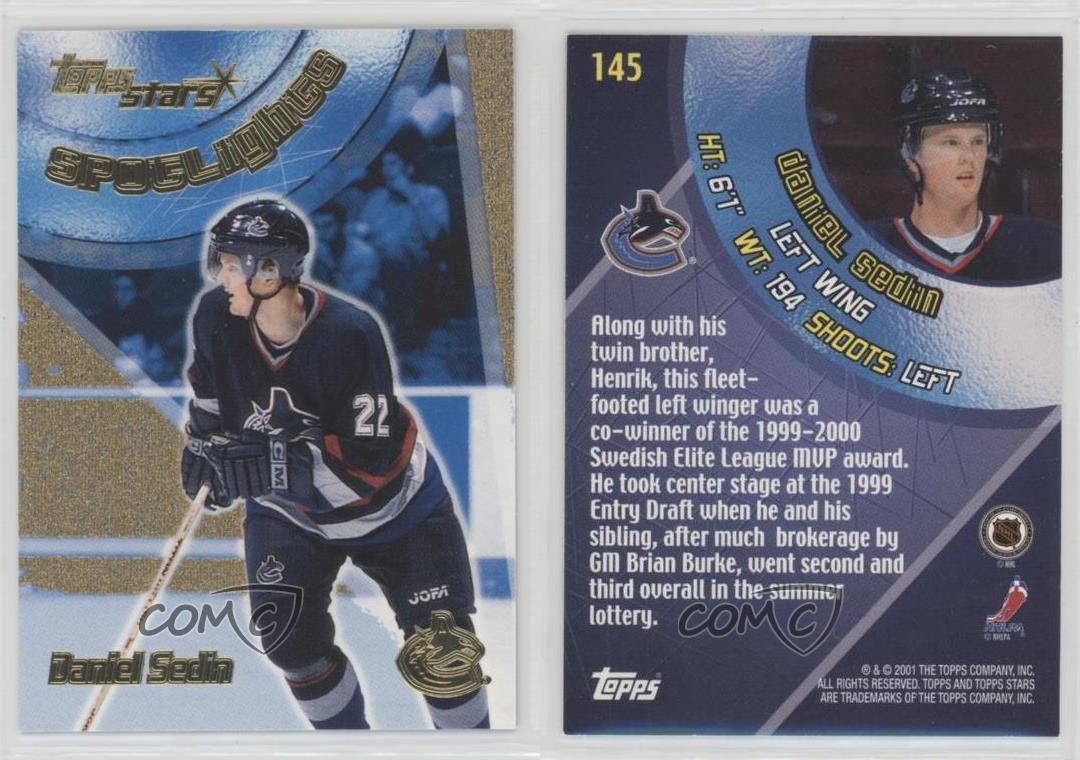 Topps
stars
SPOTLIGHTS
22
CM
JOFA
COMC
Daniel Sedin
145
JOFA
DANIEL SEDIN
LEFT WING
HT: 6'1" WT: 194 SHOOTS: LEFT
®
Along with his
twin brother,
Henrik, this fleet-
footed left winger was a
co-winner of the 1999-2000
Swedish Elite League MVP award.
He took center stage at the 1999
Entry Draft when he and his
sibling, after much brokerage by
GM Brian Burke, went second and
third overall in the summer
lottery.
COMC
NHL
© NHL
NHLPA
© NHLPA
Topps®
® & © 2001 THE TOPPS COMPANY, INC.
ALL RIGHTS RESERVED. TOPPS AND TOPPS STARS
ARE TRADEMARKS OF THE TOPPS COMPANY, INC.